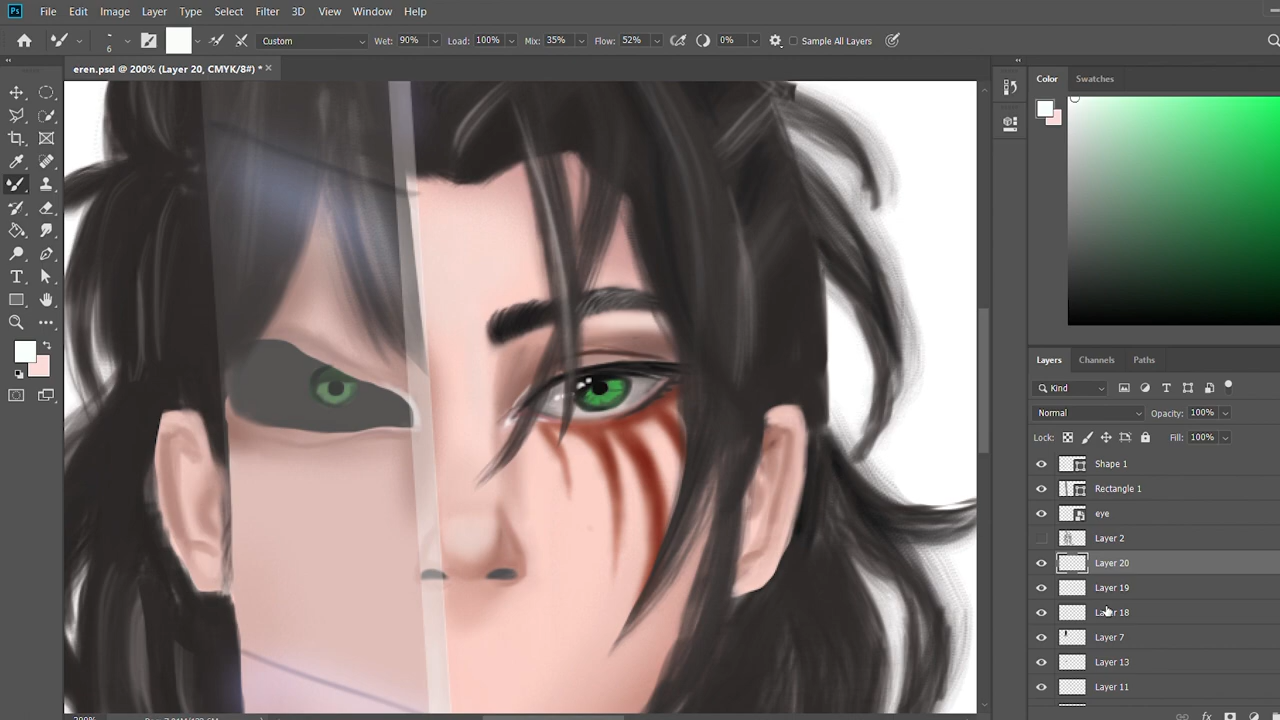 Ps File Edit Image Layer Type Select Filter 3D View Window Help
6 Custom Wet: 90% Load: 100% Mix: 35% Flow: 52% 0% Sample All Layers
eren.psd @ 200% (Layer 20, CMYK/8#) *
Color Swatches
Layers Channels Paths
Kind
Normal Opacity: 100%
Lock: Fill: 100%
Shape 1
Rectangle 1
eye
Layer 2
Layer 20
Layer 19
Layer 18
Layer 7
Layer 13
Layer 11
fx